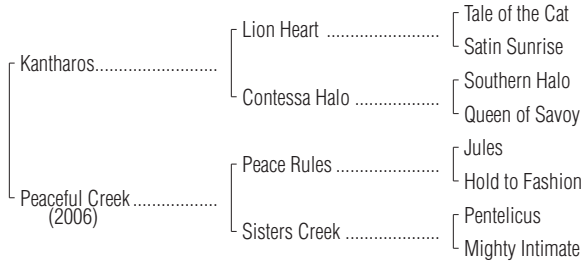 Tale of the Cat
Lion Heart ......................
Satin Sunrise
Kantharos........................
Southern Halo
Contessa Halo .................
Queen of Savoy
Jules
Peace Rules ....................
Hold to Fashion
Peaceful Creek ................
(2006)
Pentelicus
Sisters Creek ..................
Mighty Intimate